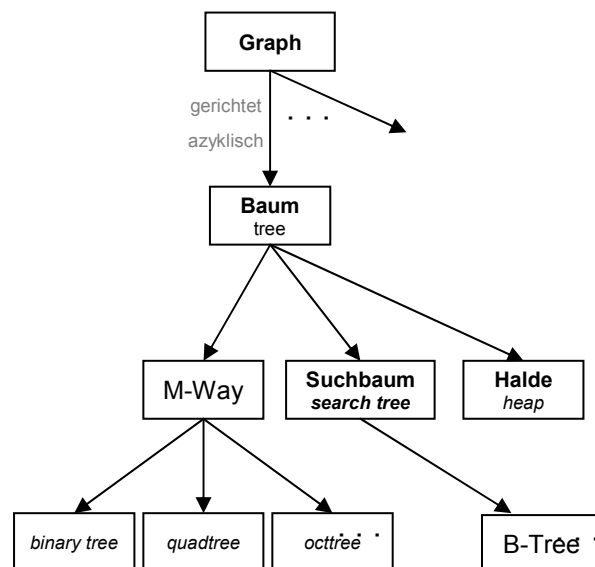 Graph
gerichtet
. . .
azyklisch
Baum
tree
M-Way
Suchbaum
search tree
Halde
heap
binary tree
quadtree
octtree
. . .
B-Tree
. . .